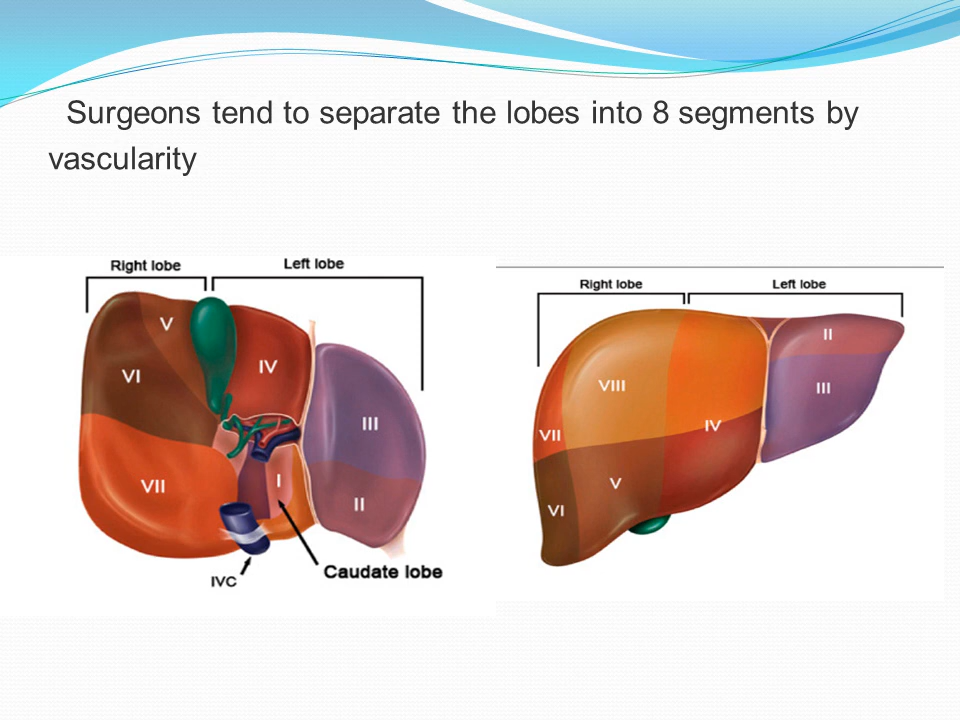 Surgeons tend to separate the lobes into 8 segments by
vascularity
Right lobe
Left lobe
V
IV
VI
III
VII
I
II
IVC
Caudate lobe
Right lobe
Left lobe
II
VIII
III
IV
VII
V
VI